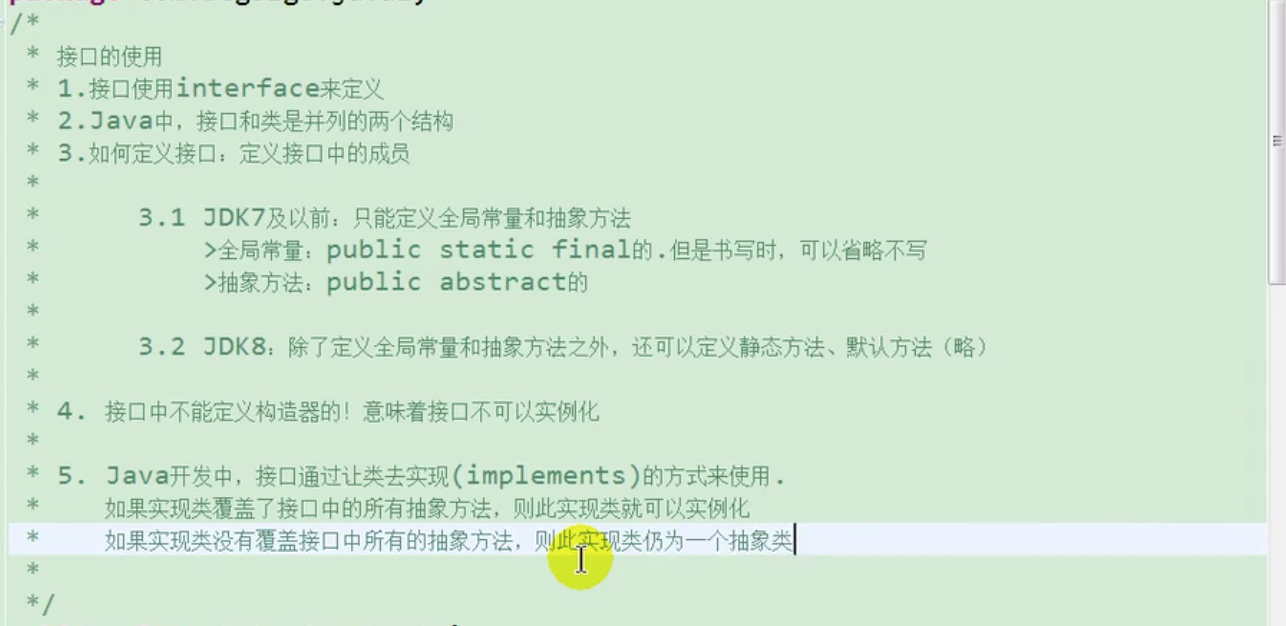 /*
 * 接口的使用
 * 1.接口使用interface来定义
 * 2.Java中，接口和类是并列的两个结构
 * 3.如何定义接口：定义接口中的成员
 *
 *      3.1 JDK7及以前：只能定义全局常量和抽象方法
 *          >全局常量：public static final的.但是书写时，可以省略不写
 *          >抽象方法：public abstract的
 *
 *      3.2 JDK8：除了定义全局常量和抽象方法之外，还可以定义静态方法、默认方法（略）
 *
 * 4. 接口中不能定义构造器的！意味着接口不可以实例化
 *
 * 5. Java开发中，接口通过让类去实现(implements)的方式来使用.
 *    如果实现类覆盖了接口中的所有抽象方法，则此实现类就可以实例化
 *    如果实现类没有覆盖接口中所有的抽象方法，则此实现类仍为一个抽象类
 *
 */